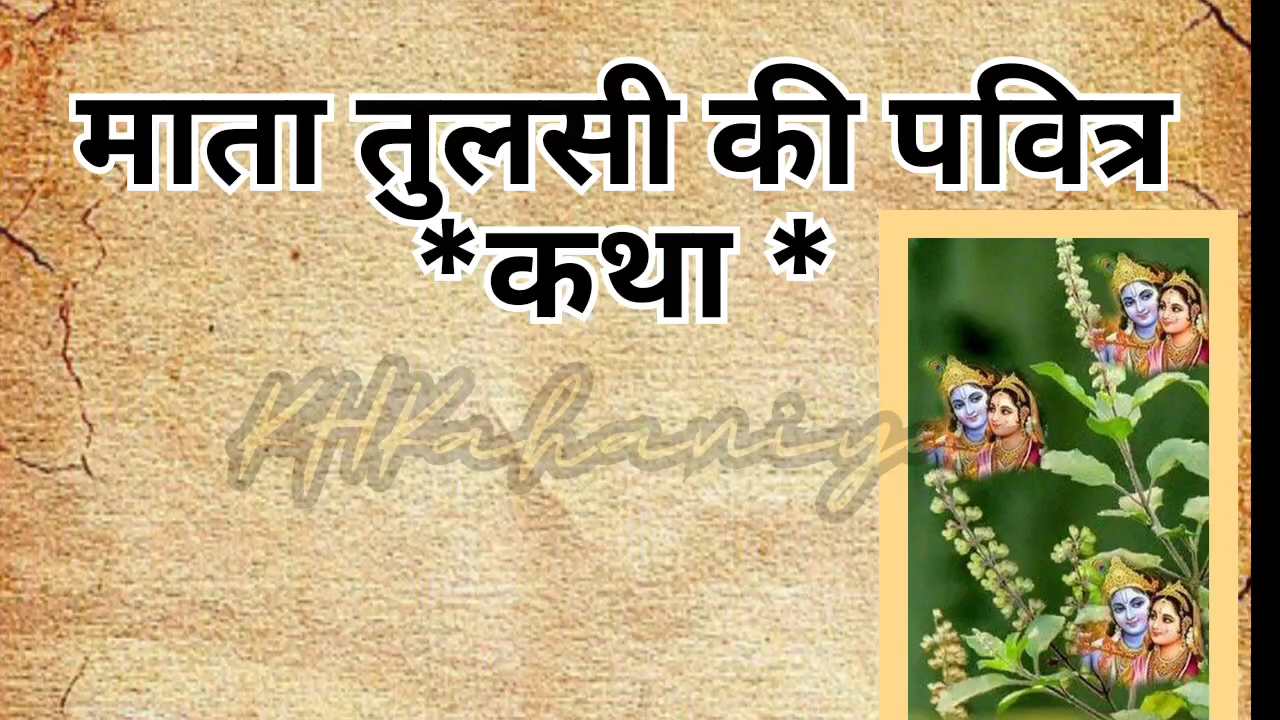 माता तुलसी की पवित्र
*कथा *